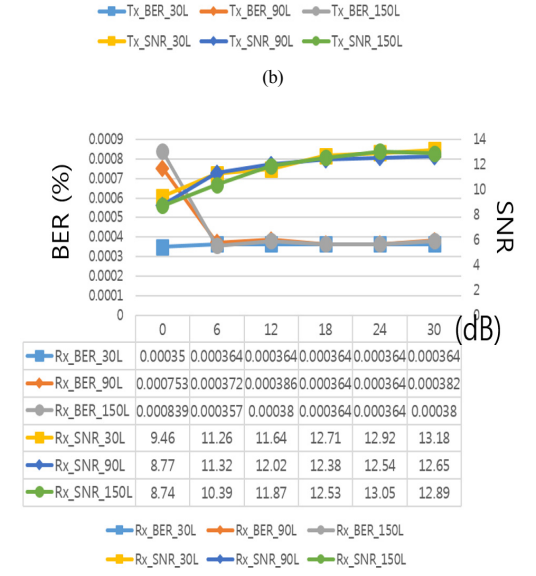 Tx_BER_30L Tx_BER_90L Tx_BER_150L
Tx_SNR_30L Tx_SNR_90L Tx_SNR_150L
(b)
BER (%)
0.0009
0.0008
0.0007
0.0006
0.0005
0.0004
0.0003
0.0002
0.0001
0
14
12
10
8
6
4
2
0
SNR
(dB)
0 6 12 18 24 30
Rx_BER_30L 0.00035 0.000364 0.000364 0.000364 0.000364 0.000364
Rx_BER_90L 0.000753 0.000372 0.000386 0.000364 0.000364 0.000382
Rx_BER_150L 0.000839 0.000357 0.00038 0.000364 0.000364 0.00038
Rx_SNR_30L 9.46 11.26 11.64 12.71 12.92 13.18
Rx_SNR_90L 8.77 11.32 12.02 12.38 12.54 12.65
Rx_SNR_150L 8.74 10.39 11.87 12.53 13.05 12.89
Rx_BER_30L Rx_BER_90L Rx_BER_150L
Rx_SNR_30L Rx_SNR_90L Rx_SNR_150L